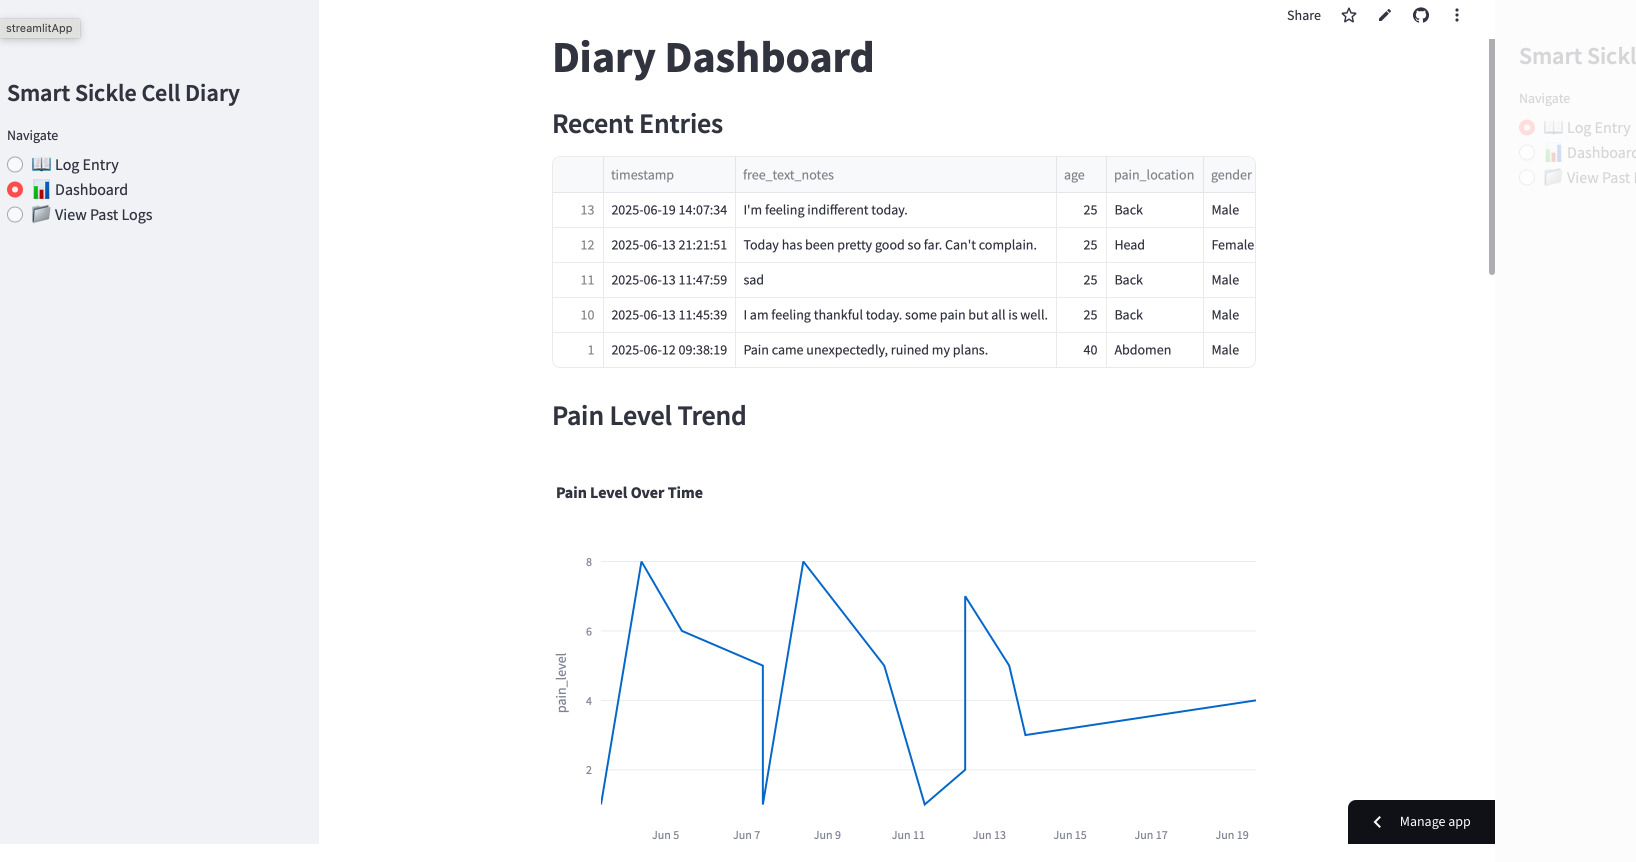 Share
streamlitApp
Smart Sickle Cell Diary
Navigate
📖 Log Entry
📊 Dashboard
📁 View Past Logs
Diary Dashboard
Recent Entries
timestamp free_text_notes age pain_location gender
13 2025-06-19 14:07:34 I'm feeling indifferent today. 25 Back Male
12 2025-06-13 21:21:51 Today has been pretty good so far. Can't complain. 25 Head Female
11 2025-06-13 11:47:59 sad 25 Back Male
10 2025-06-13 11:45:39 I am feeling thankful today. some pain but all is well. 25 Back Male
1 2025-06-12 09:38:19 Pain came unexpectedly, ruined my plans. 40 Abdomen Male
Pain Level Trend
Pain Level Over Time
pain_level
8
6
4
2
Jun 5 Jun 7 Jun 9 Jun 11 Jun 13 Jun 15 Jun 17 Jun 19
Manage app
Smart Sickl
Navigate
Log Entry
Dashboard
View Past